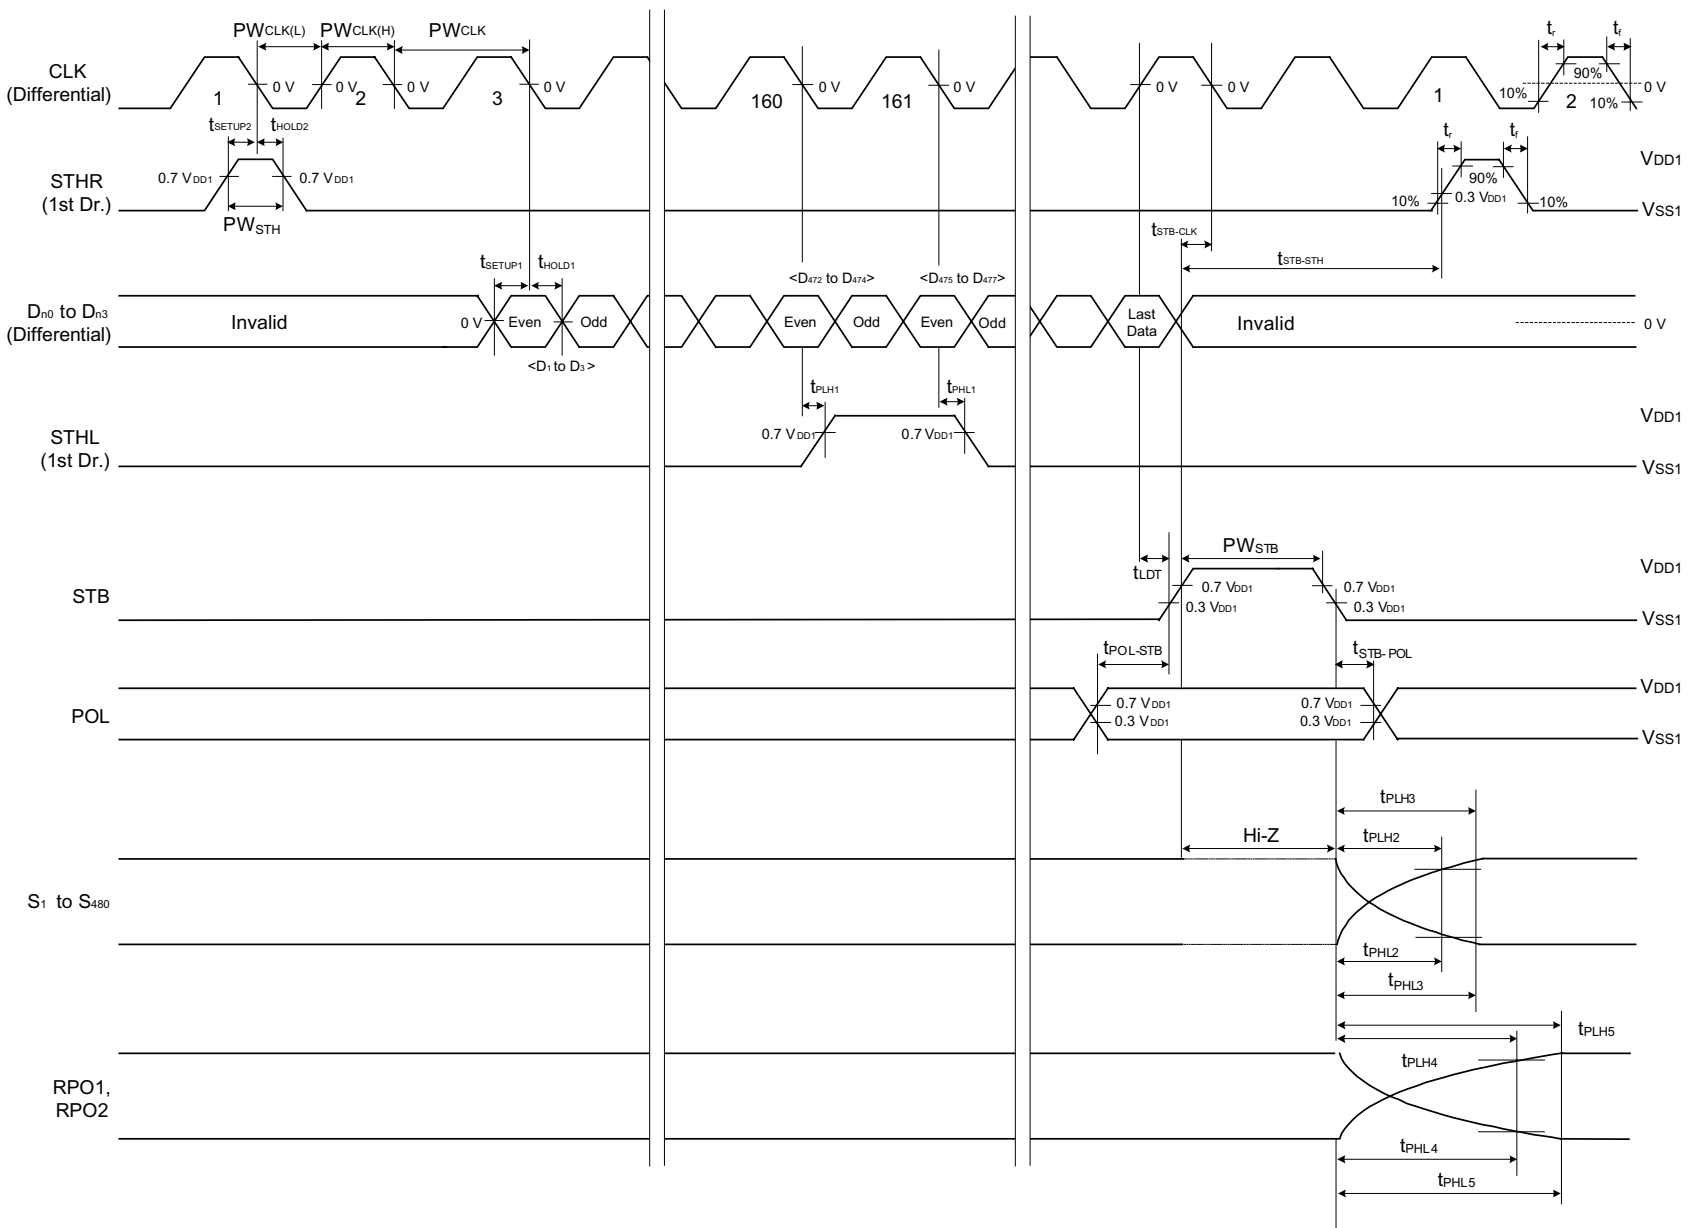 PWCLK(L) PWCLK(H) PWCLK
tr tf
CLK
(Differential)
1 0 V 0 V 2 0 V 3 0 V 160 0 V 161 0 V 0 V 0 V 1 10% 90% 2 10% 0 V
tSETUP2 tHOLD2
tr tf
STHR
(1st Dr.)
0.7 VDD1 0.7 VDD1
PWSTH
10% 90% 0.3 VDD1 10%
VDD1
VSS1
tSTB-CLK
tSTB-STH
tSETUP1 tHOLD1
<D472 to D474> <D475 to D477>
Dn0 to Dn3
(Differential)
Invalid 0 V Even Odd Even Odd Even Odd Last
Data Invalid 0 V
<D1 to D3>
tPLH1 tPHL1
STHL
(1st Dr.)
0.7 VDD1 0.7 VDD1
VDD1
VSS1
PWSTB
tLDT
STB
0.7 VDD1 0.7 VDD1
0.3 VDD1 0.3 VDD1
VDD1
VSS1
tPOL-STB tSTB-POL
POL
0.7 VDD1 0.7 VDD1
0.3 VDD1 0.3 VDD1
VDD1
VSS1
tPLH3
Hi-Z tPLH2
S1 to S480
tPHL2
tPHL3
tPLH5
tPLH4
RPO1,
RPO2
tPHL4
tPHL5